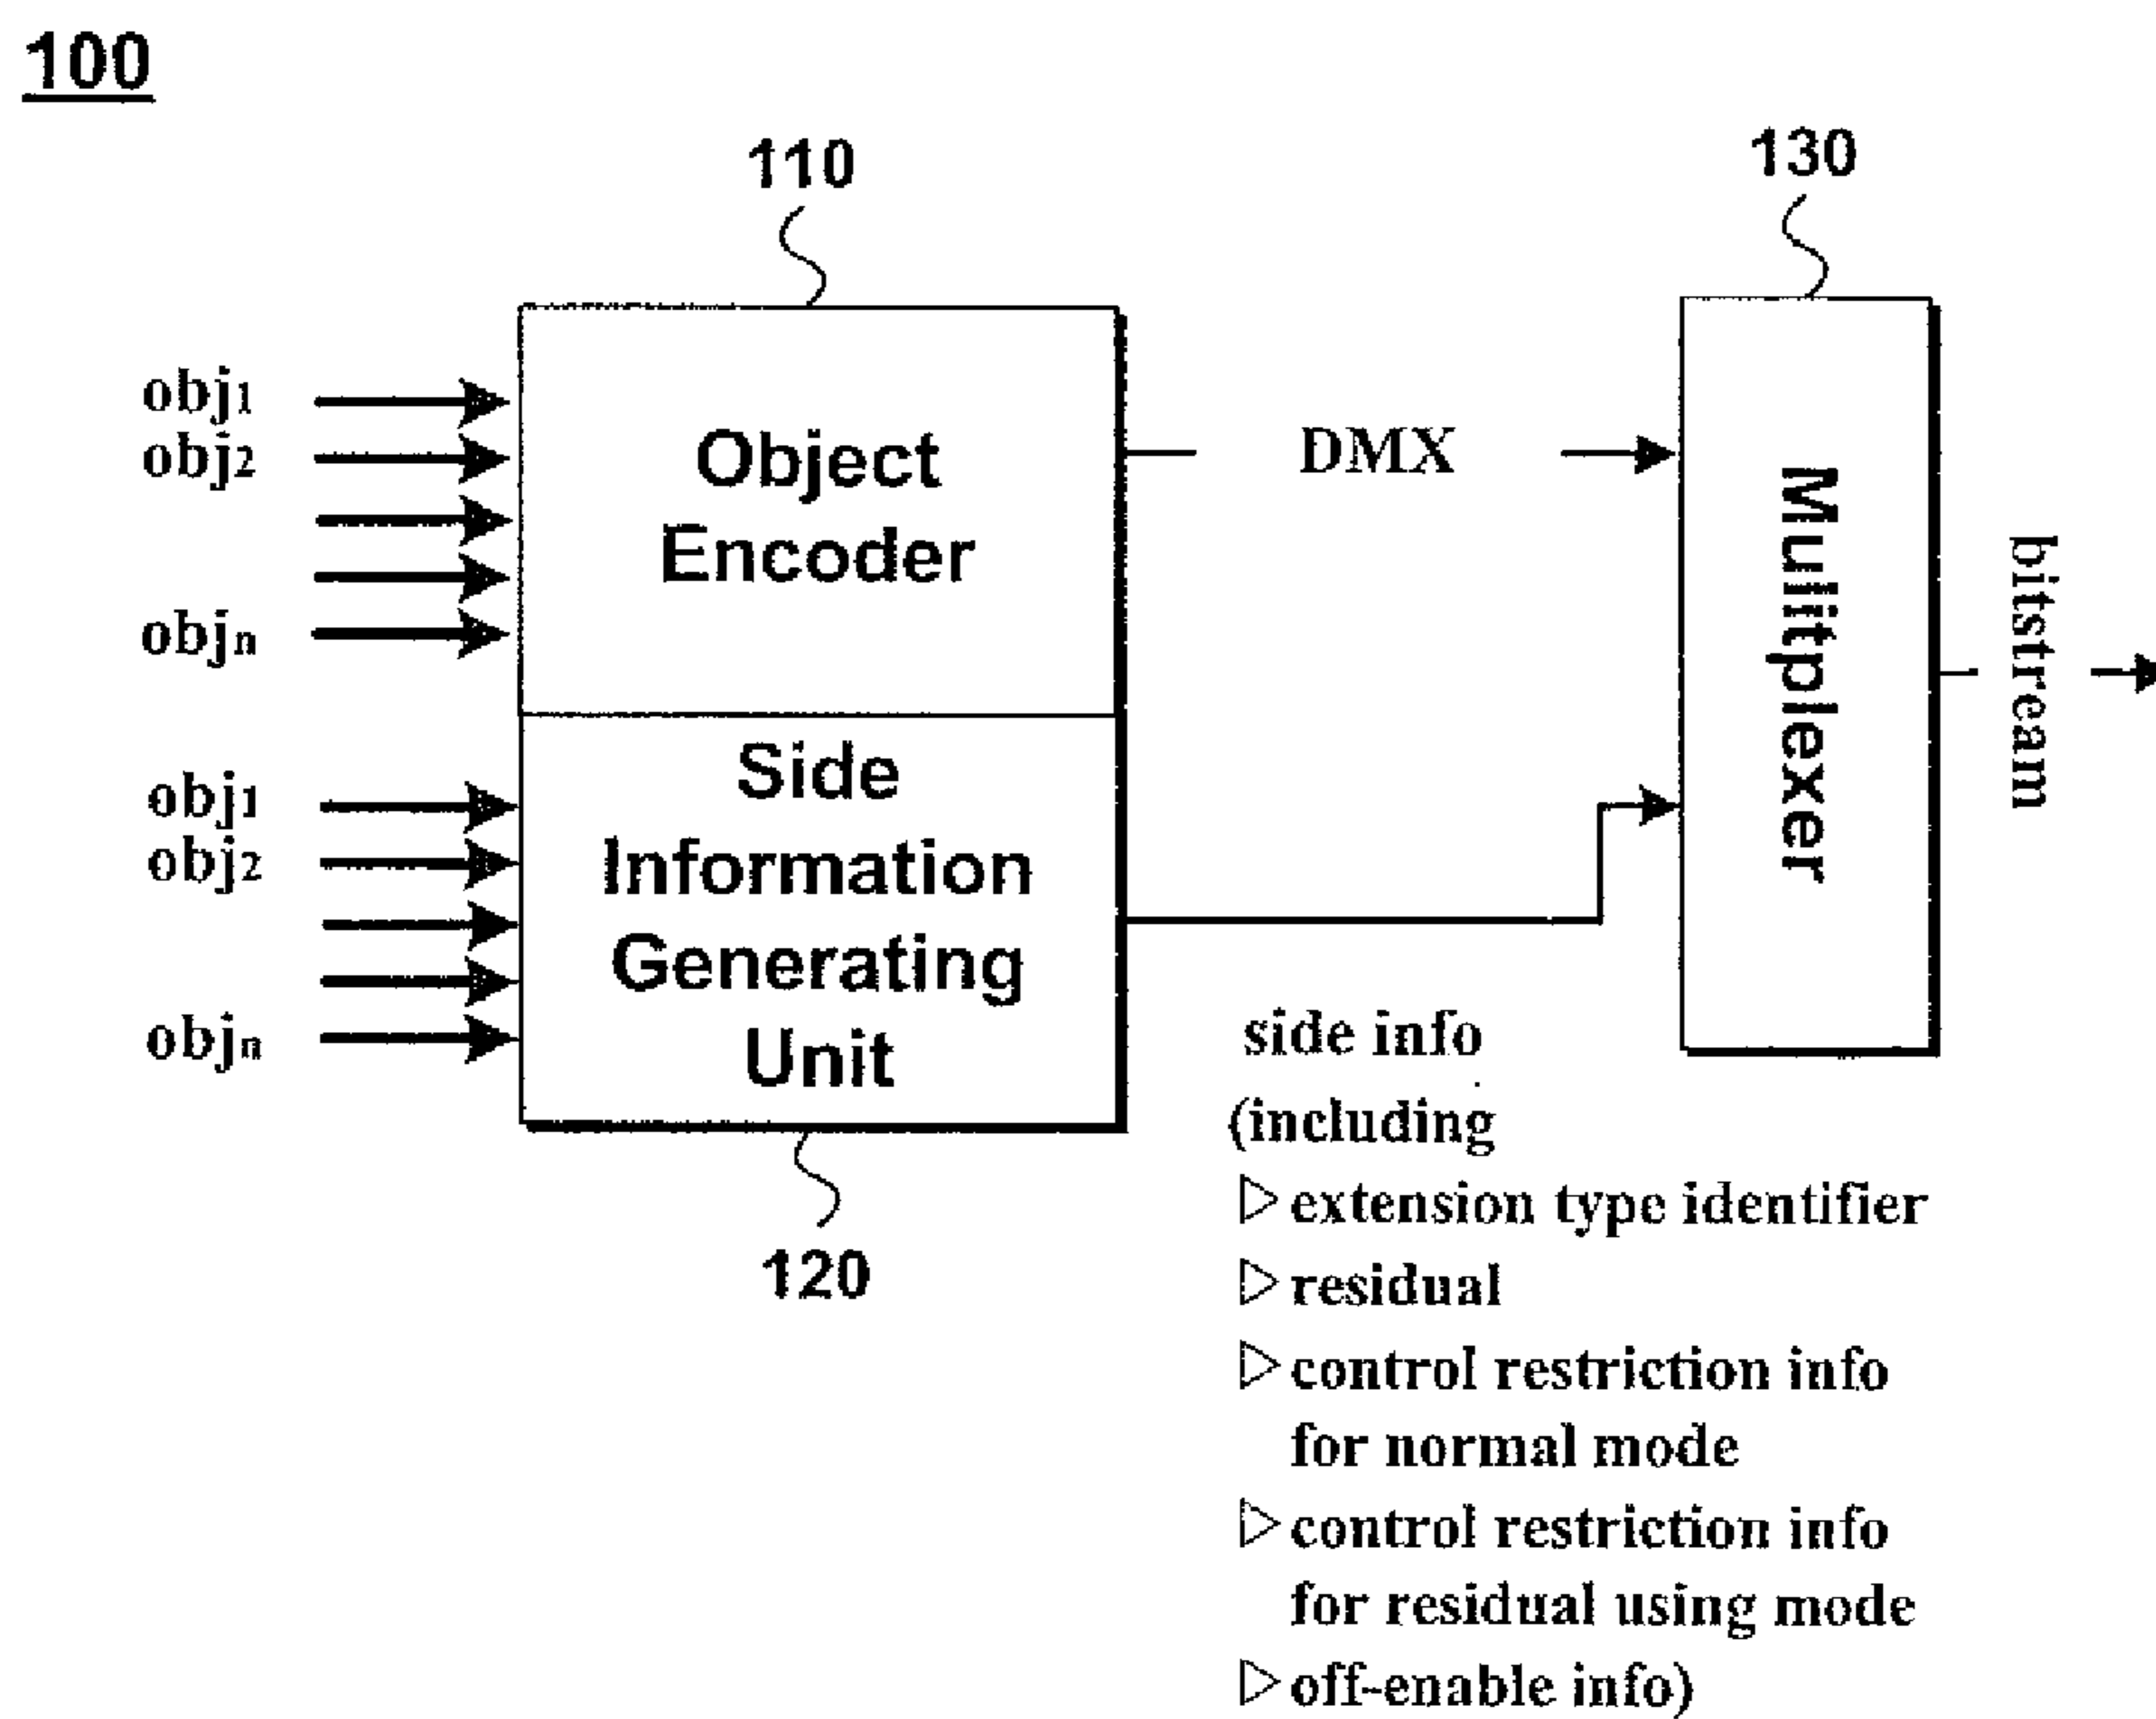 100
110
130
obj1
obj2
objn
Object
Encoder
DMX
Mulitplexer
bitstream
obj1
obj2
objn
Side
Information
Generating
Unit
120
side info
(including
▷extension type identifier
▷residual
▷control restriction info
for normal mode
▷control restriction info
for residual using mode
▷off-enable info)